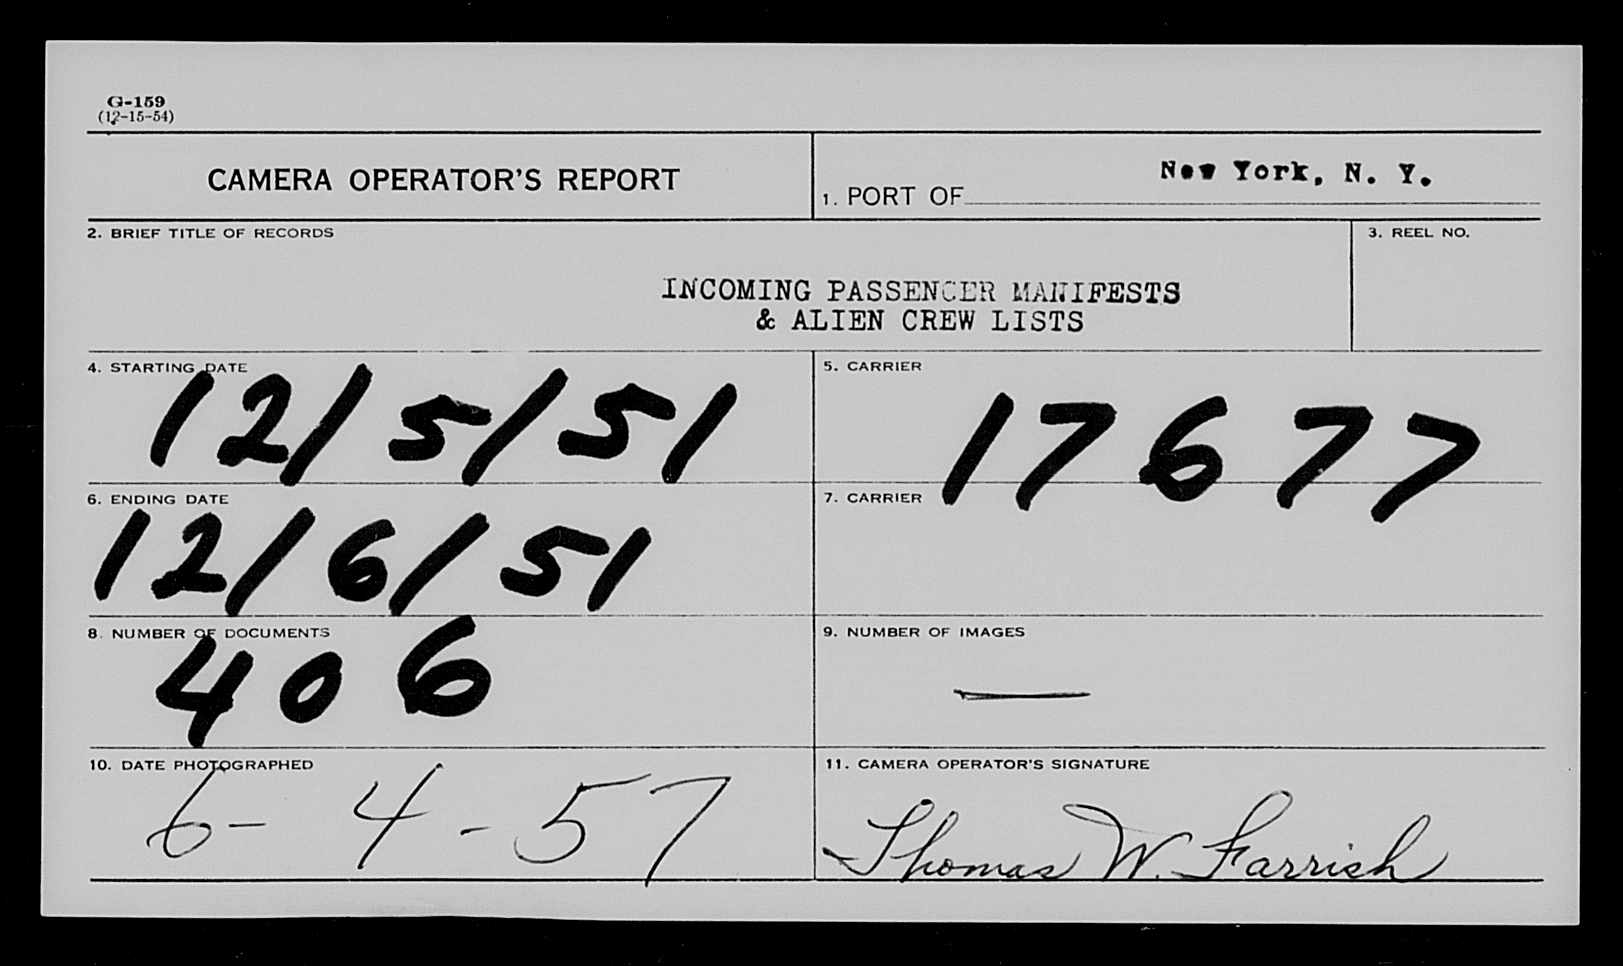 G-159
(12-15-54)
CAMERA OPERATOR'S REPORT
1. PORT OF New York, N. Y.
2. BRIEF TITLE OF RECORDS
3. REEL NO.
INCOMING PASSENGER MANIFESTS
& ALIEN CREW LISTS
4. STARTING DATE
12/5/51
5. CARRIER
17677
6. ENDING DATE
12/6/51
7. CARRIER
8. NUMBER OF DOCUMENTS
406
9. NUMBER OF IMAGES
—
10. DATE PHOTOGRAPHED
6-4-57
11. CAMERA OPERATOR'S SIGNATURE
Thomas W. Farrish